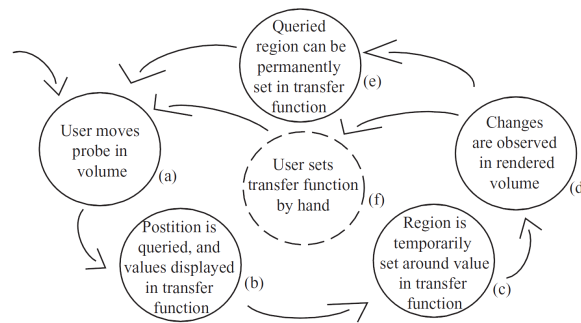 User moves
probe in
volume
(a)
Postition is
queried, and
values displayed
in transfer
function
(b)
Region is
temporarily
set around value
in transfer
function
(c)
Changes
are observed
in rendered
volume
(d)
Queried
region can be
permanently
set in transfer
function
(e)
User sets
transfer function
by hand
(f)